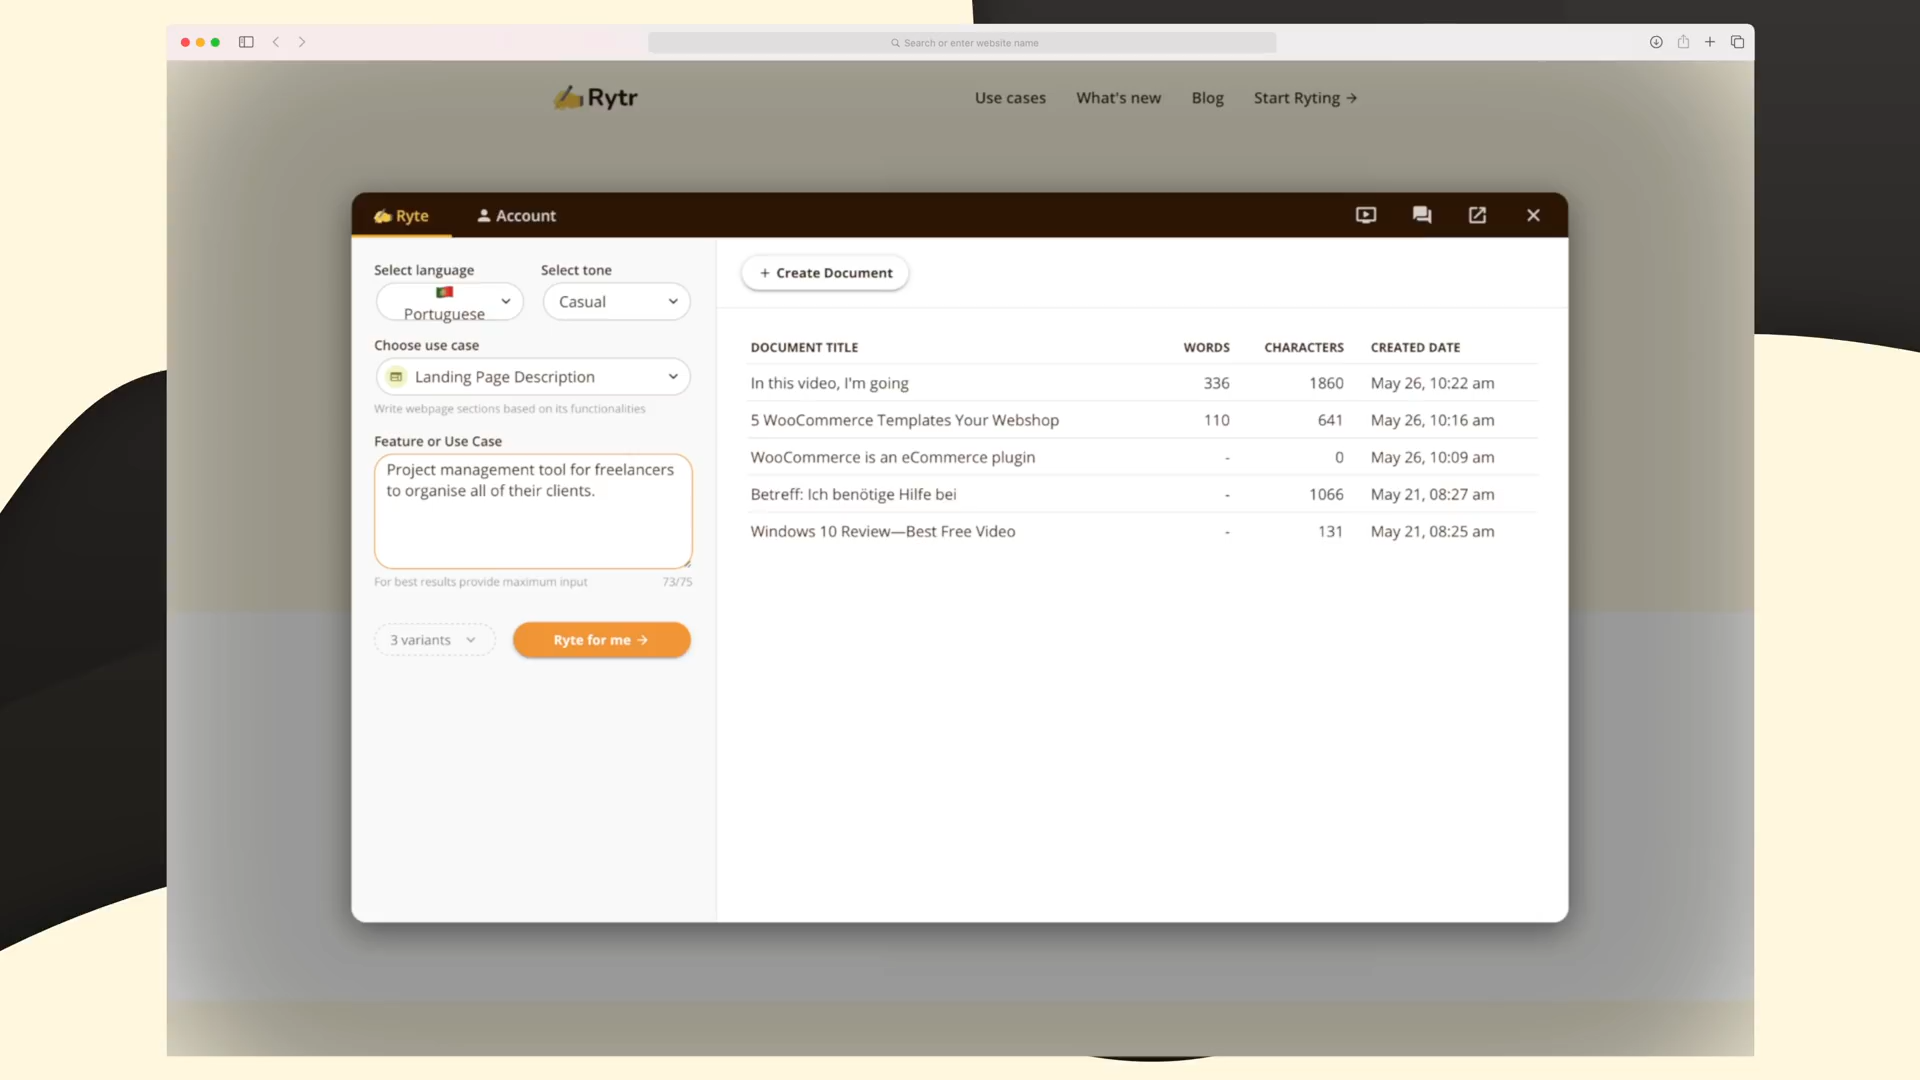 Search or enter website name
Rytr
Use cases
What's new
Blog
Start Ryting →
Ryte
Account
Select language
Select tone
Portuguese
Casual
Choose use case
Landing Page Description
Write webpage sections based on its functionalities
Feature or Use Case
Project management tool for freelancers
to organise all of their clients.
For best results provide maximum input
73/75
3 variants
Ryte for me →
+ Create Document
DOCUMENT TITLE WORDS CHARACTERS CREATED DATE
In this video, I'm going 336 1860 May 26, 10:22 am
5 WooCommerce Templates Your Webshop 110 641 May 26, 10:16 am
WooCommerce is an eCommerce plugin - 0 May 26, 10:09 am
Betreff: Ich benötige Hilfe bei - 1066 May 21, 08:27 am
Windows 10 Review—Best Free Video - 131 May 21, 08:25 am